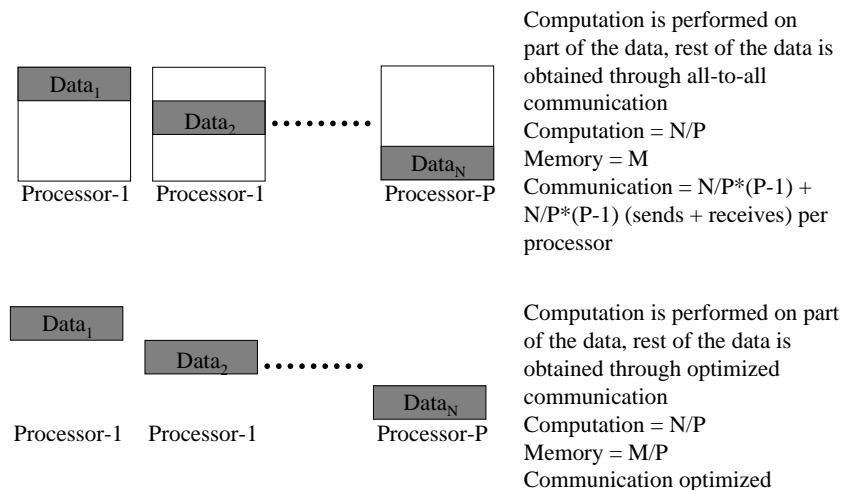 Data1
Data2
DataN
Processor-1
Processor-1
Processor-P
Computation is performed on
part of the data, rest of the data is
obtained through all-to-all
communication
Computation = N/P
Memory = M
Communication = N/P*(P-1) +
N/P*(P-1) (sends + receives) per
processor
Data1
Data2
DataN
Processor-1
Processor-1
Processor-P
Computation is performed on part
of the data, rest of the data is
obtained through optimized
communication
Computation = N/P
Memory = M/P
Communication optimized